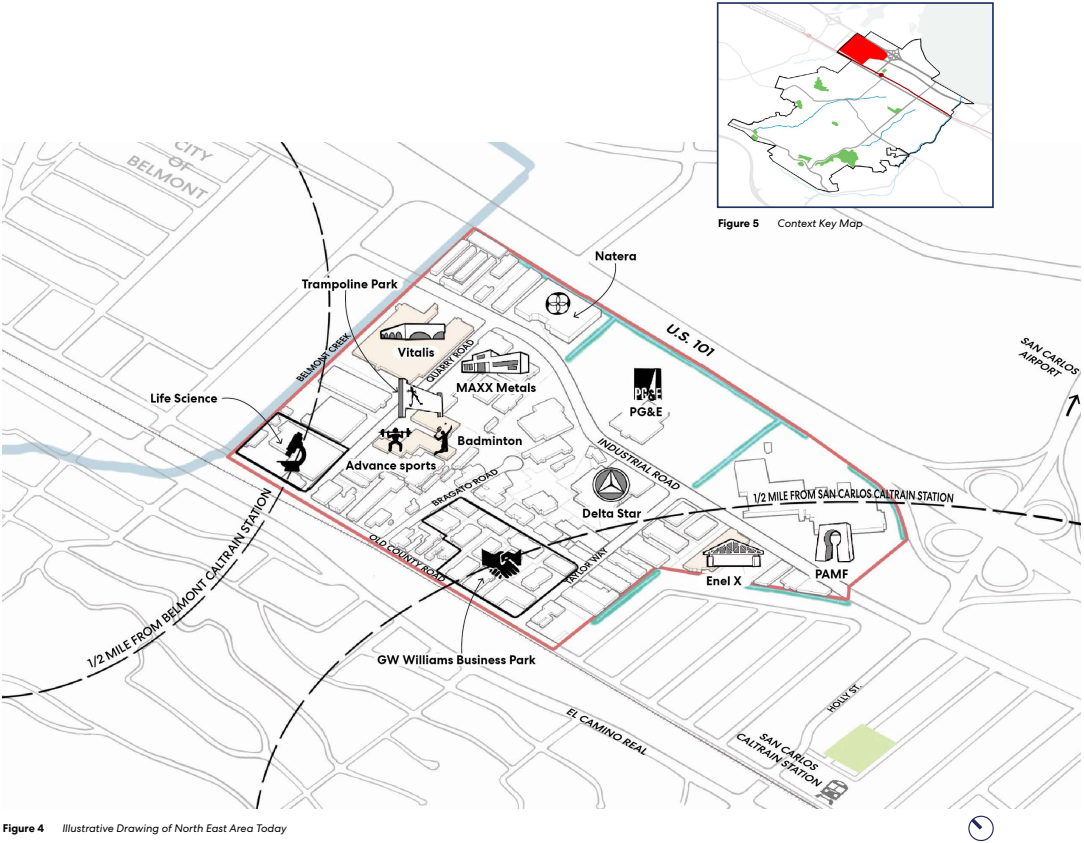 Figure 5 Context Key Map
CITY
OF
BELMONT
Natera
Trampoline Park
U.S. 101
SAN CARLOS
AIRPORT
BELMONT CREEK
Vitalis
QUARRY ROAD
MAXX Metals
PG&E
PG&E
Life Science
Badminton
Advance sports
INDUSTRIAL ROAD
BRAGATO ROAD
Delta Star
1/2 MILE FROM SAN CARLOS CALTRAIN STATION
OLD COUNTY ROAD
TAYLOR WAY
Enel X
PAMF
1/2 MILE FROM BELMONT CALTRAIN STATION
GW Williams Business Park
HOLLY ST.
EL CAMINO REAL
SAN CARLOS
CALTRAIN STATION
Figure 4 Illustrative Drawing of North East Area Today